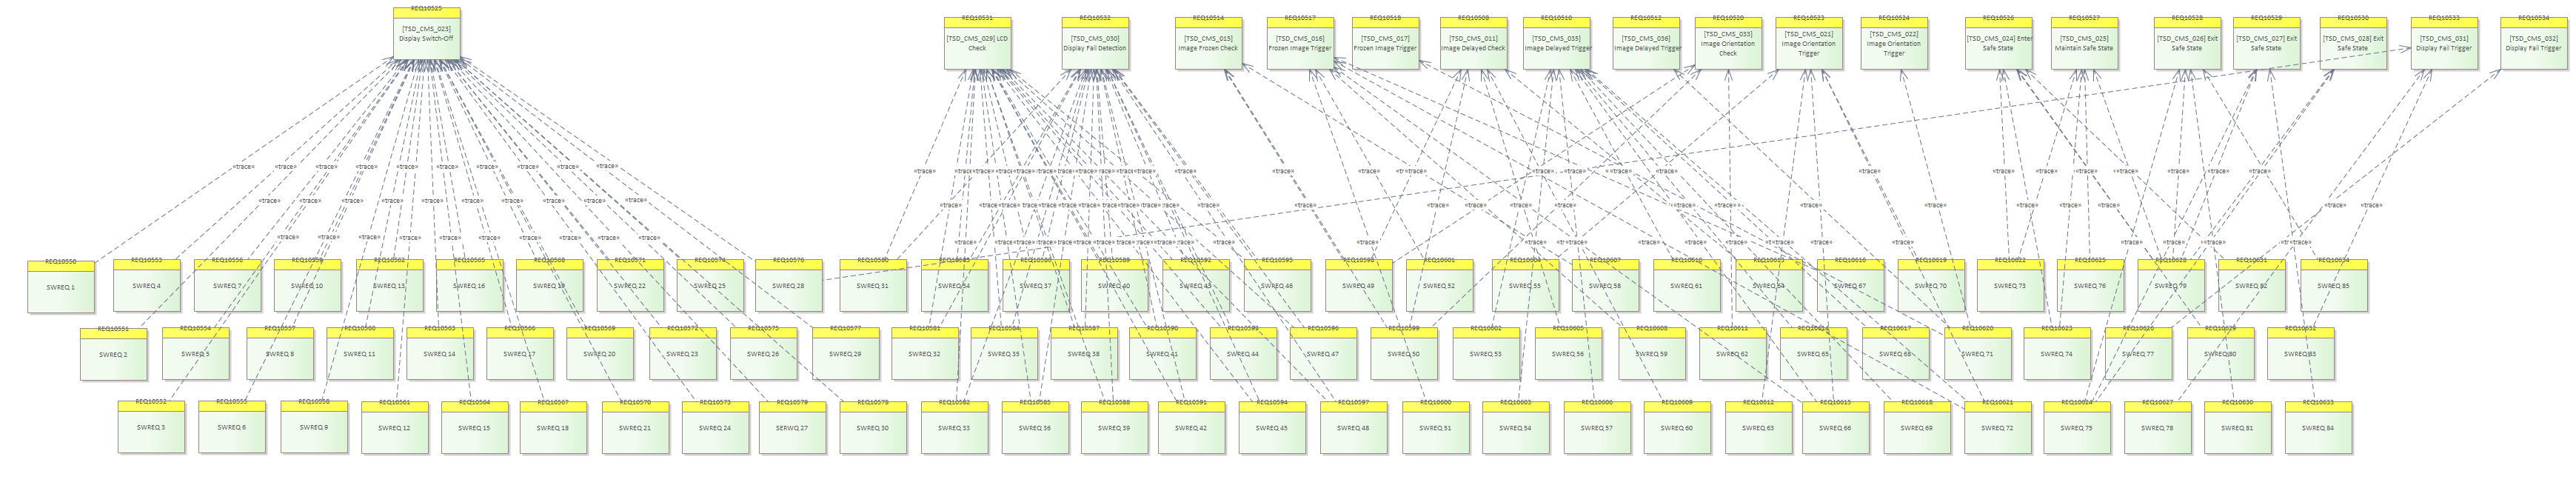 REQ10525
[TSD_CMS_023]
Display Switch-Off
REQ10531
[TSD_CMS_029] LCD
Check
REQ10532
[TSD_CMS_030]
Display Fail Detection
REQ10514
[TSD_CMS_015]
Image Frozen Check
REQ10517
[TSD_CMS_016]
Frozen Image Trigger
REQ10518
[TSD_CMS_017]
Frozen Image Trigger
REQ10508
[TSD_CMS_011]
Image Delayed Check
REQ10510
[TSD_CMS_035]
Image Delayed Trigger
REQ10512
[TSD_CMS_036]
Image Delayed Trigger
REQ10520
[TSD_CMS_033]
Image Orientation
Check
REQ10523
[TSD_CMS_021]
Image Orientation
Trigger
REQ10524
[TSD_CMS_022]
Image Orientation
Trigger
REQ10526
[TSD_CMS_024] Enter
Safe State
REQ10527
[TSD_CMS_025]
Maintain Safe State
REQ10528
[TSD_CMS_026] Exit
Safe State
REQ10529
[TSD_CMS_027] Exit
Safe State
REQ10530
[TSD_CMS_028] Exit
Safe State
REQ10533
[TSD_CMS_031]
Display Fail Trigger
REQ10534
[TSD_CMS_032]
Display Fail Trigger
«trace»
REQ10550
SWREQ 1
REQ10553
SWREQ 4
REQ10556
SWREQ 7
REQ10559
SWREQ 10
REQ10562
SWREQ 13
REQ10565
SWREQ 16
REQ10568
SWREQ 19
REQ10571
SWREQ 22
REQ10574
SWREQ 25
REQ10576
SWREQ 28
REQ10580
SWREQ 31
SWREQ 34
REQ10586
SWREQ 37
REQ10589
SWREQ 40
REQ10592
SWREQ 43
REQ10595
SWREQ 46
REQ10598
SWREQ 49
REQ10601
SWREQ 52
REQ10604
SWREQ 55
REQ10607
SWREQ 58
REQ10610
SWREQ 61
REQ10613
SWREQ 64
REQ10616
SWREQ 67
REQ10619
SWREQ 70
REQ10622
SWREQ 73
REQ10625
SWREQ 76
REQ10628
SWREQ 79
REQ10631
SWREQ 82
REQ10634
SWREQ 85
REQ10551
SWREQ 2
REQ10554
SWREQ 5
REQ10557
SWREQ 8
REQ10560
SWREQ 11
REQ10563
SWREQ 14
REQ10566
SWREQ 17
REQ10569
SWREQ 20
REQ10572
SWREQ 23
REQ10575
SWREQ 26
REQ10577
SWREQ 29
REQ10581
SWREQ 32
REQ10584
SWREQ 35
REQ10587
SWREQ 38
REQ10590
SWREQ 41
REQ10593
SWREQ 44
REQ10596
SWREQ 47
REQ10599
SWREQ 50
REQ10602
SWREQ 53
REQ10605
SWREQ 56
REQ10608
SWREQ 59
REQ10611
SWREQ 62
REQ10614
SWREQ 65
REQ10617
SWREQ 68
REQ10620
SWREQ 71
REQ10623
SWREQ 74
REQ10626
SWREQ 77
REQ10629
SWREQ 80
REQ10632
SWREQ 83
REQ10552
SWREQ 3
REQ10555
SWREQ 6
REQ10558
SWREQ 9
REQ10561
SWREQ 12
REQ10564
SWREQ 15
REQ10567
SWREQ 18
REQ10570
SWREQ 21
REQ10573
SWREQ 24
REQ10579
SERWQ 27
REQ10578
SWREQ 30
REQ10582
SWREQ 33
REQ10585
SWREQ 36
REQ10588
SWREQ 39
REQ10591
SWREQ 42
REQ10594
SWREQ 45
REQ10597
SWREQ 48
REQ10600
SWREQ 51
REQ10603
SWREQ 54
REQ10606
SWREQ 57
REQ10609
SWREQ 60
REQ10612
SWREQ 63
REQ10615
SWREQ 66
REQ10618
SWREQ 69
REQ10621
SWREQ 72
REQ10624
SWREQ 75
REQ10627
SWREQ 78
REQ10630
SWREQ 81
REQ10633
SWREQ 84